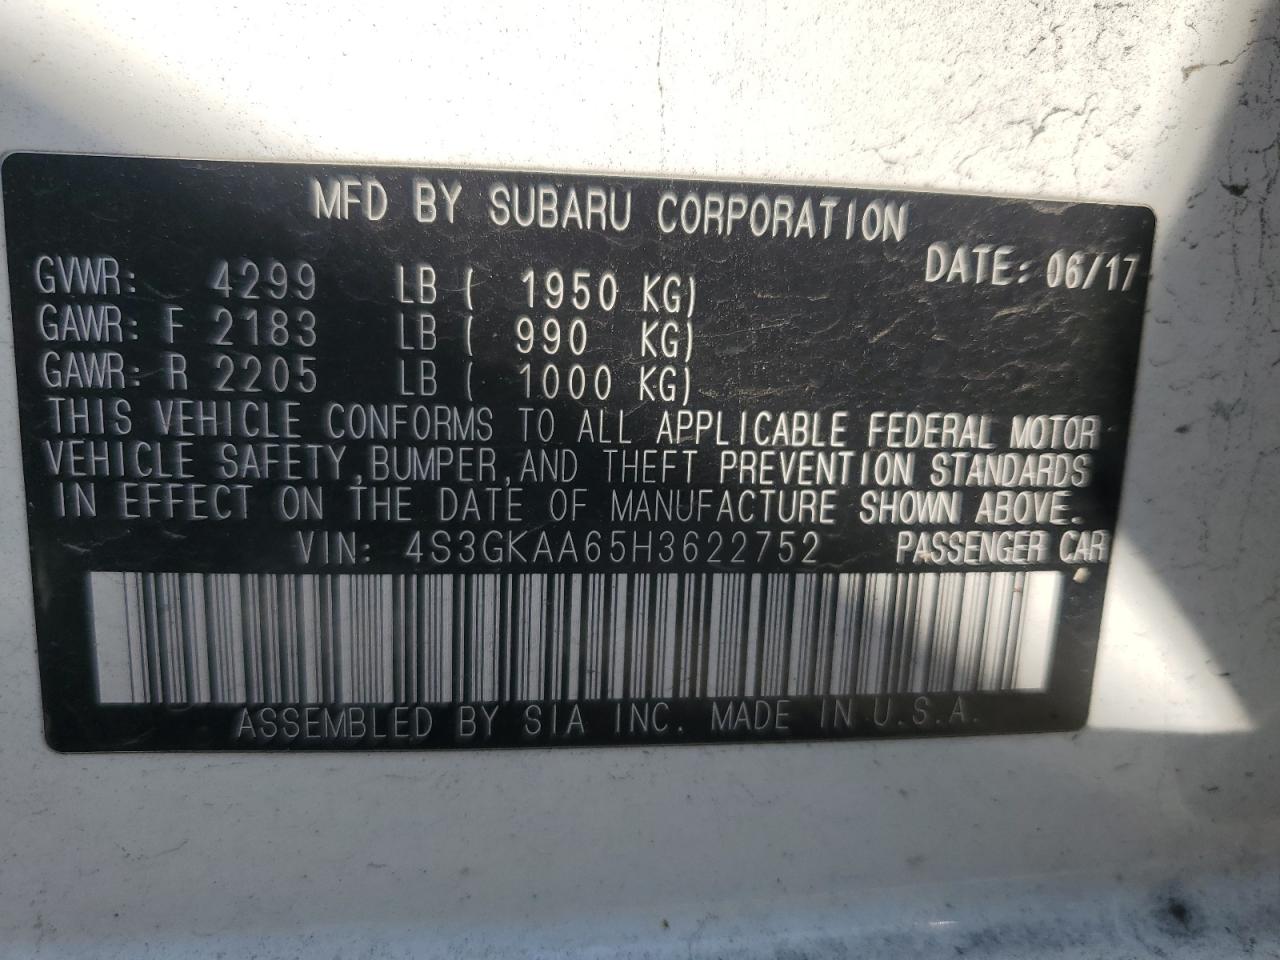 MFD BY SUBARU CORPORATION
DATE: 06/17
GVWR: 4299 LB ( 1950 KG)
GAWR: F 2183 LB ( 990 KG)
GAWR: R 2205 LB ( 1000 KG)
THIS VEHICLE CONFORMS TO ALL APPLICABLE FEDERAL MOTOR
VEHICLE SAFETY,BUMPER,AND THEFT PREVENTION STANDARDS
IN EFFECT ON THE DATE OF MANUFACTURE SHOWN ABOVE.
VIN: 4S3GKAA65H3622752 PASSENGER CAR
ASSEMBLED BY SIA INC. MADE IN U.S.A.